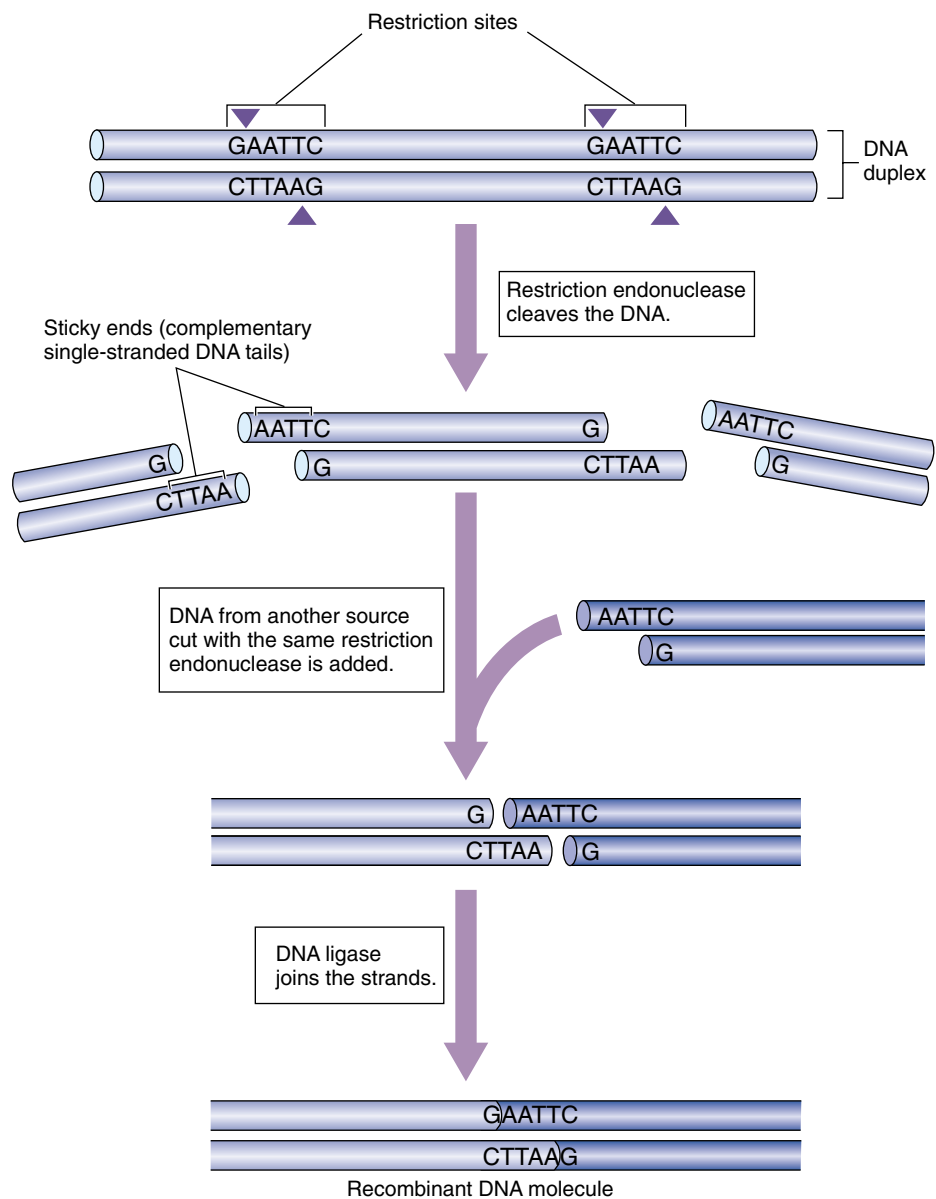 Restriction sites
GAATTC GAATTC
CTTAAG CTTAAG
DNA
duplex
Restriction endonuclease
cleaves the DNA.
Sticky ends (complementary
single-stranded DNA tails)
G
CTTAA
AATTC G
G CTTAA
AATTC
G
DNA from another source
cut with the same restriction
endonuclease is added.
AATTC
G
G AATTC
CTTAA G
DNA ligase
joins the strands.
GAATTC
CTTAAG
Recombinant DNA molecule